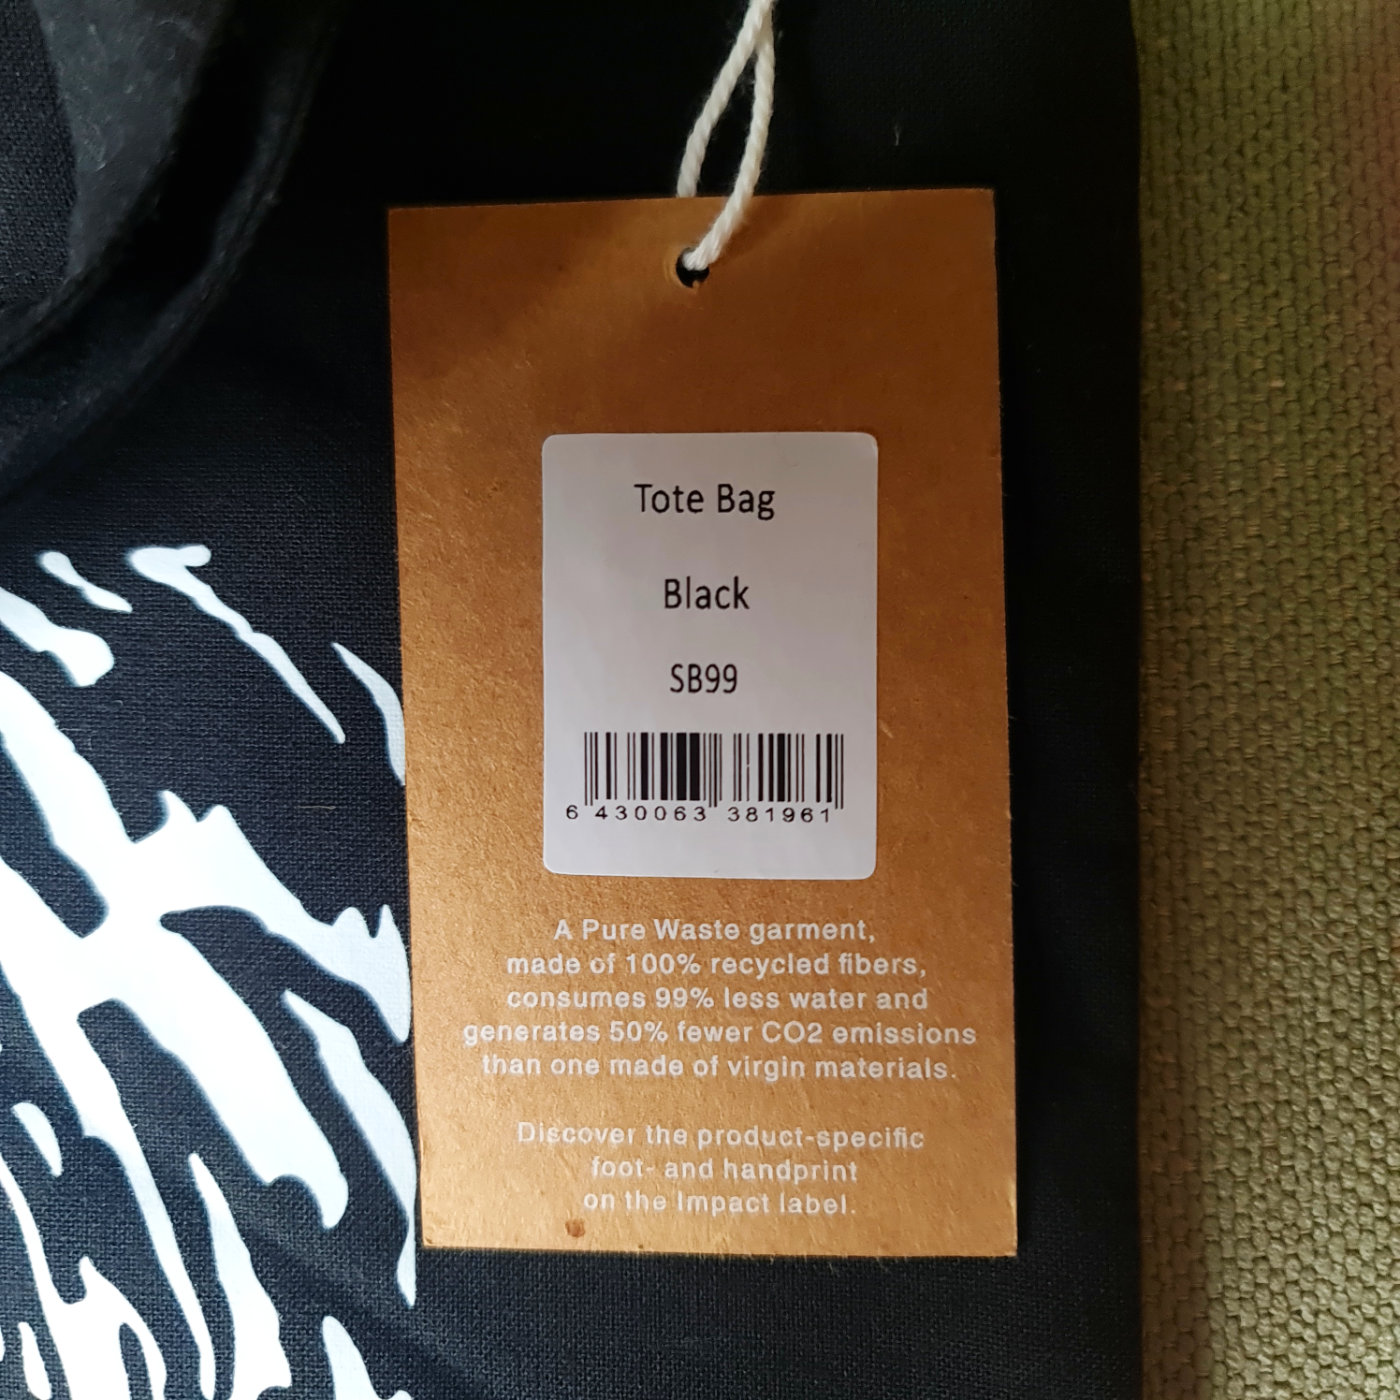 Tote Bag
Black
SB99
6 430063 381961
A Pure Waste garment,
made of 100% recycled fibers,
consumes 99% less water and
generates 50% fewer CO2 emissions
than one made of virgin materials.
Discover the product-specific
foot- and handprint
on the Impact label.